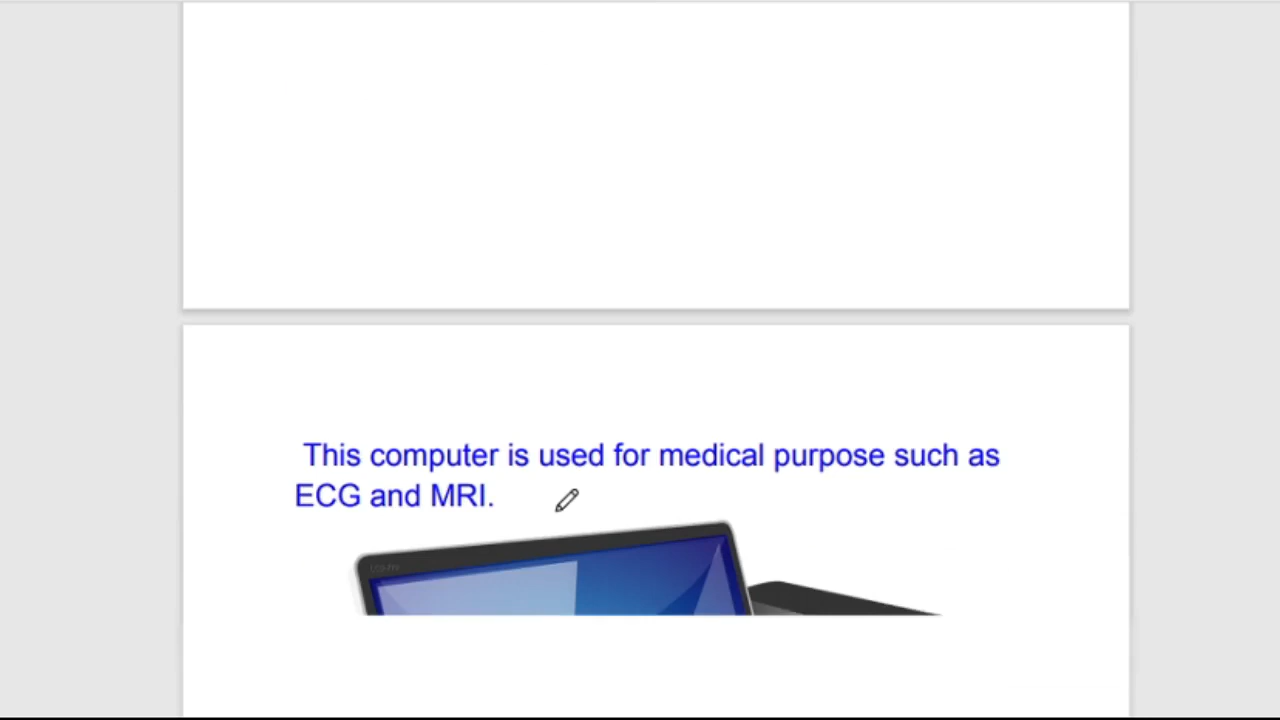 This computer is used for medical purpose such as
ECG and MRI.